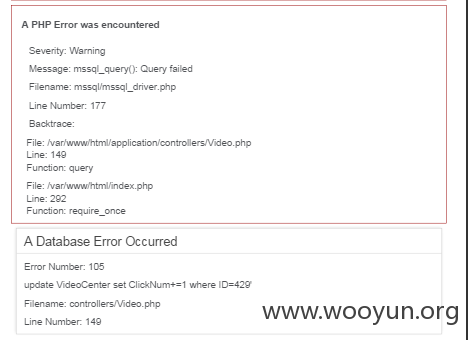 A PHP Error was encountered
Severity: Warning
Message: mssql_query(): Query failed
Filename: mssql/mssql_driver.php
Line Number: 177
Backtrace:
File: /var/www/html/application/controllers/Video.php
Line: 149
Function: query
File: /var/www/html/index.php
Line: 292
Function: require_once
A Database Error Occurred
Error Number: 105
update VideoCenter set ClickNum+=1 where ID=429'
Filename: controllers/Video.php
Line Number: 149
www.wooyun.org